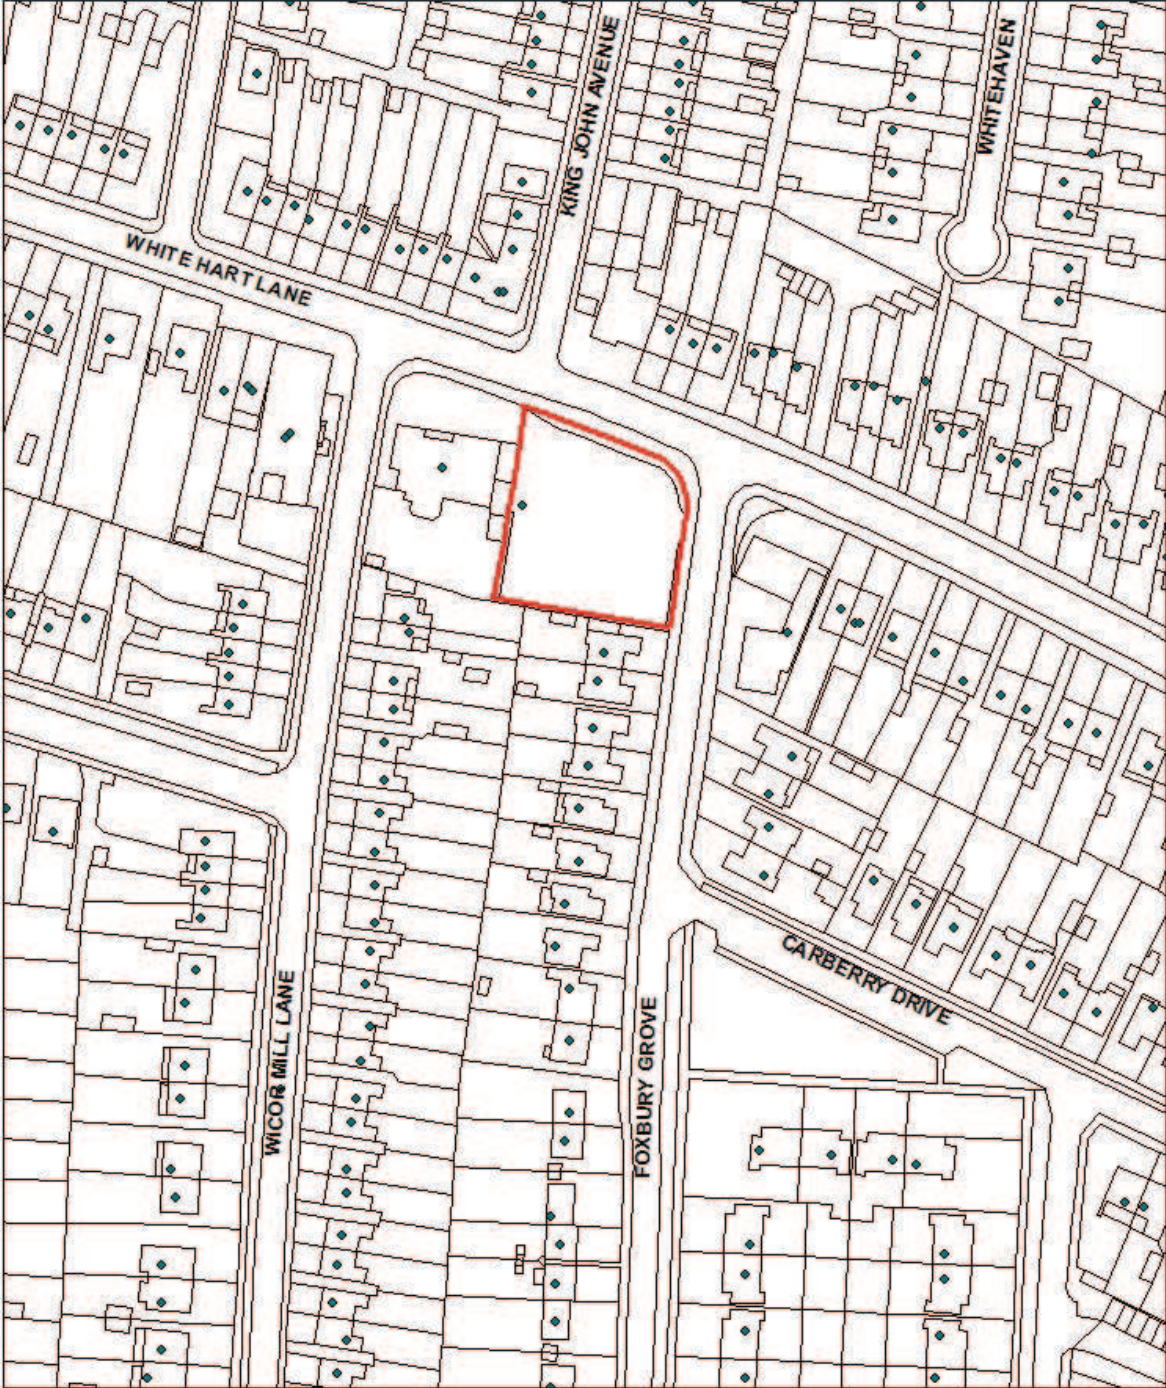 KING JOHN AVENUE
WHITEHAVEN
WHITE HART LANE
CARBERRY DRIVE
WICOR MILL LANE
FOXBURY GROVE